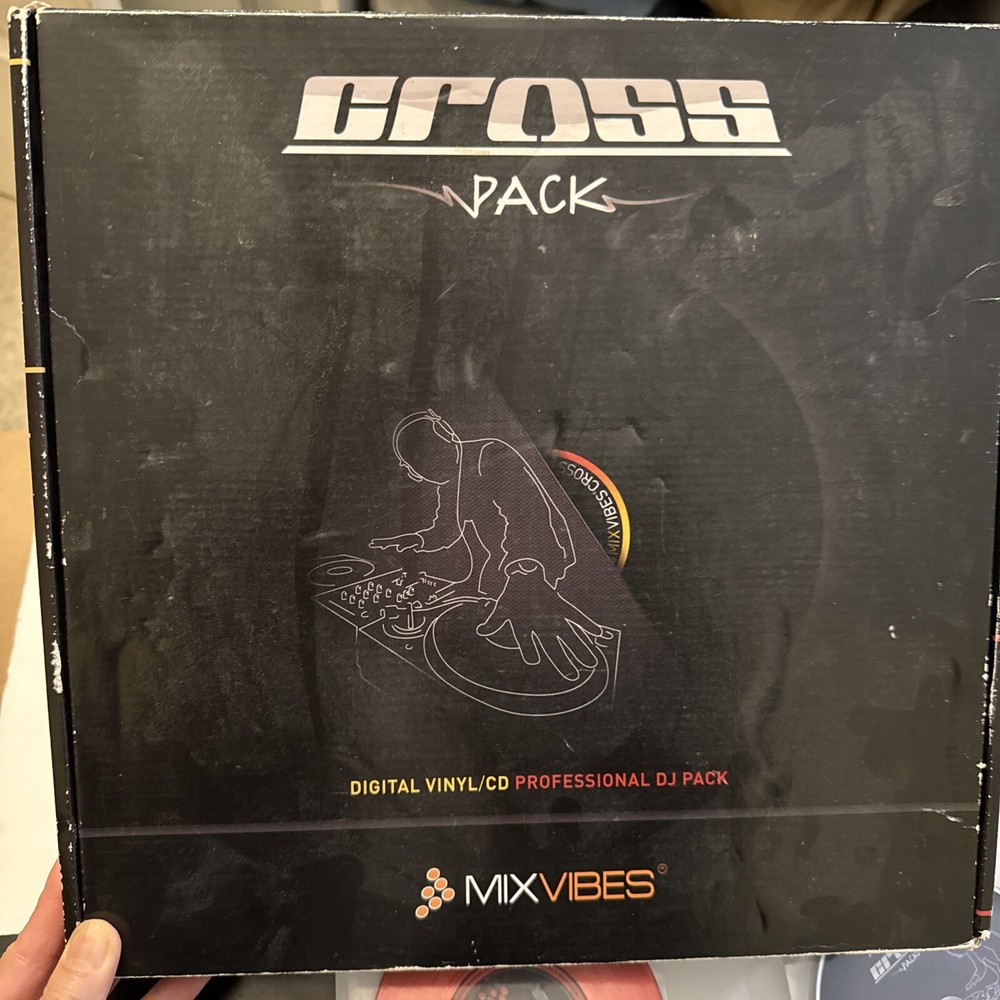 cross
PACK
MIXVIBES CROSS
DIGITAL VINYL/CD PROFESSIONAL DJ PACK
MIXVIBES®